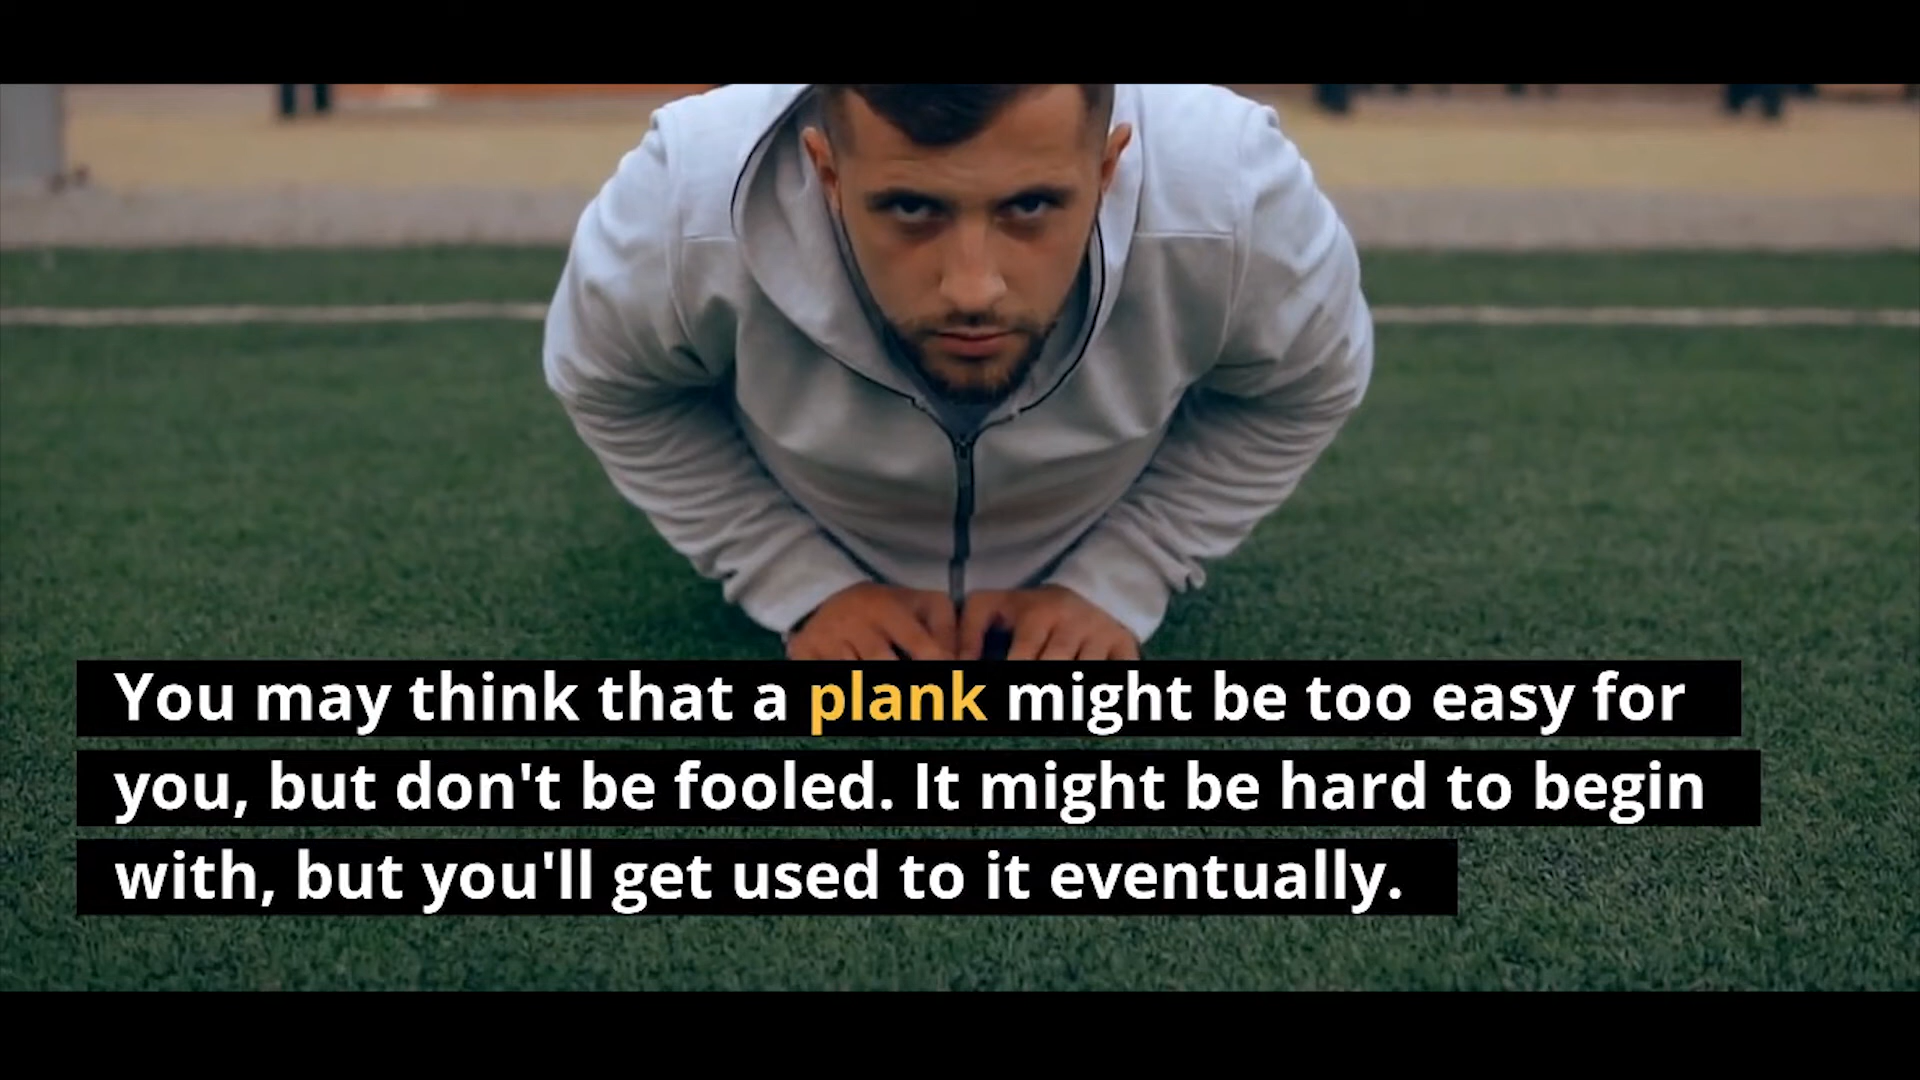 You may think that a plank might be too easy for
you, but don't be fooled. It might be hard to begin
with, but you'll get used to it eventually.